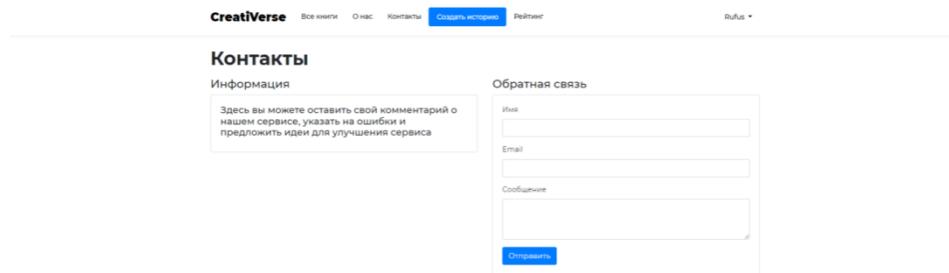 CreatiVerse Все книги О нас Контакты Создать историю Рейтинг Rufus
Контакты
Информация
Здесь вы можете оставить свой комментарий о
нашем сервисе, указать на ошибки и
предложить идеи для улучшения сервиса
Обратная связь
Имя
Email
Сообщение
Отправить